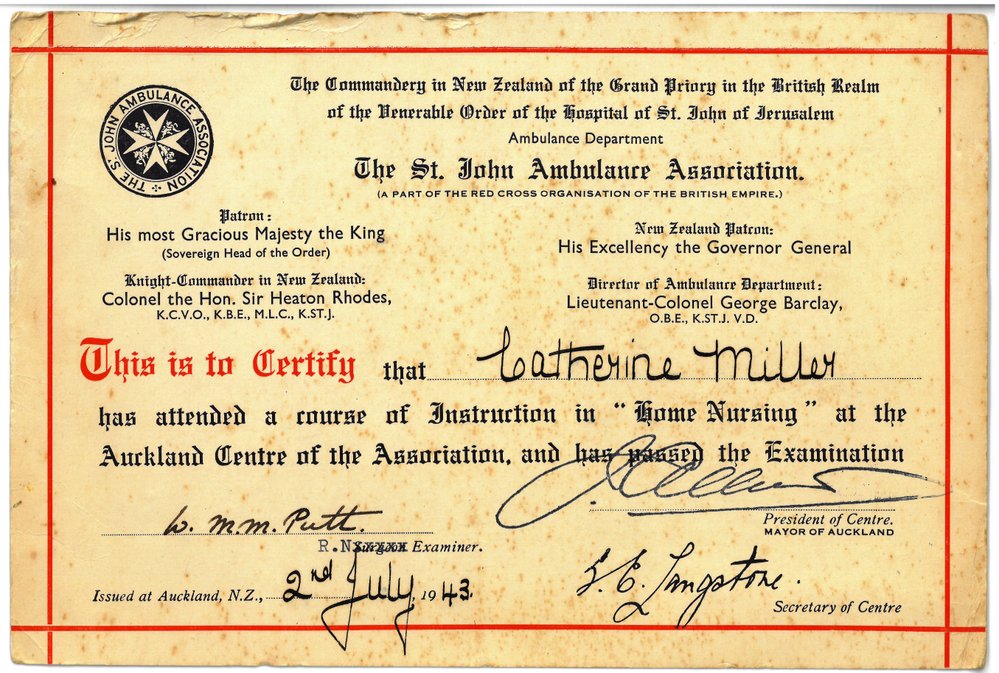 THE ST JOHN AMBULANCE ASSOCIATION
The Commandery in New Zealand of the Grand Priory in the British Realm
of the Venerable Order of the Hospital of St. John of Jerusalem
Ambulance Department
The St. John Ambulance Association.
(A PART OF THE RED CROSS ORGANISATION OF THE BRITISH EMPIRE.)
Patron:
His most Gracious Majesty the King
(Sovereign Head of the Order)
New Zealand Patron:
His Excellency the Governor General
Knight-Commander in New Zealand:
Colonel the Hon. Sir Heaton Rhodes,
K.C.V.O., K.B.E., M.L.C., K.ST.J.
Director of Ambulance Department:
Lieutenant-Colonel George Barclay,
O.B.E., K.ST.J. V.D.
This is to Certify that Catherine Miller
has attended a course of Instruction in "Home Nursing" at the
Auckland Centre of the Association, and has passed the Examination
W. M. M. Putt.
R.N. Examiner.
President of Centre.
MAYOR OF AUCKLAND
Issued at Auckland, N.Z., 2nd July, 1943.
E. Langstone.
Secretary of Centre